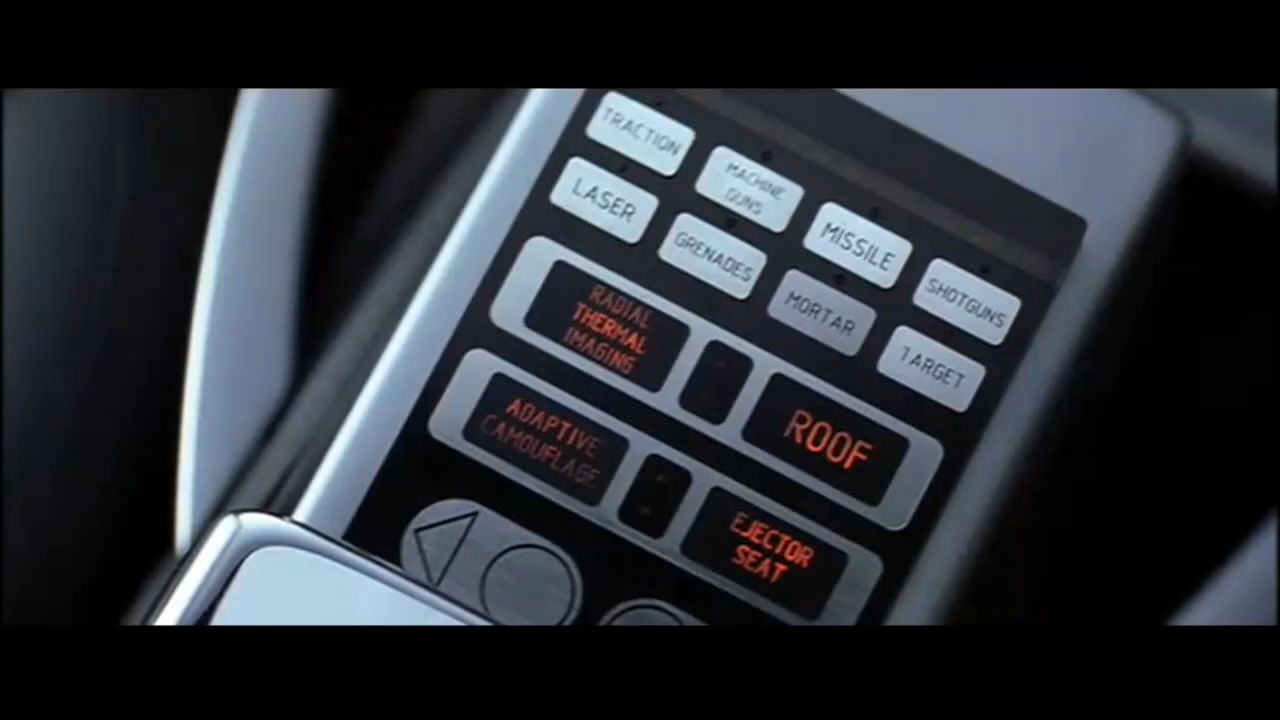 TRACTION
MACHINE
GUNS
MISSILE
SHOTGUNS
LASER
GRENADES
MORTAR
TARGET
RADIAL
THERMAL
IMAGING
ROOF
ADAPTIVE
CAMOUFLAGE
EJECTOR
SEAT